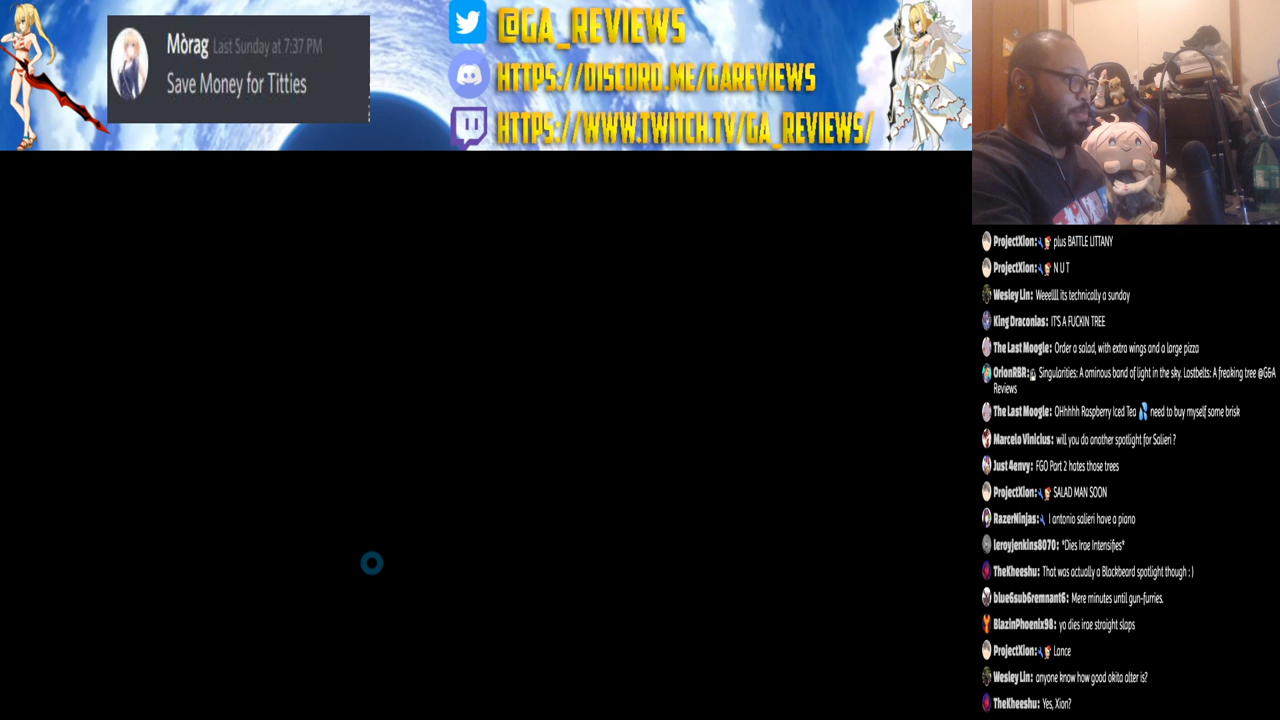 Mòrag Last Sunday at 7:37 PM
Save Money for Titties
@GA_REVIEWS
HTTPS://DISCORD.ME/GAREVIEWS
HTTPS://WWW.TWITCH.TV/GA_REVIEWS/
ProjectXion: plus BATTLE LITTANY
ProjectXion: N U T
Wesley Lin: Weeellll its technically a sunday
King Draconias: IT'S A FUCKIN TREE
The Last Moogle: Order a salad, with extra wings and a large pizza
OrionRBR: Singularities: A ominous band of light in the sky. Lostbelts: A freaking tree @G&A
Reviews
The Last Moogle: OHhhhh Raspberry Iced Tea 💦 need to buy myself some brisk
Marcelo Vinicius: will you do another spotlight for Salieri ?
Just 4envy: FGO Part 2 hates those trees
ProjectXion: SALAD MAN SOON
RazerNinjas: I antonio salieri have a piano
leroyjenkins8070: *Dies Irae Intensifies*
TheKheeshu: That was actually a Blackbeard spotlight though : )
blue6sub6remnant6: Mere minutes until gun-furries.
BlazinPhoenix98: yo dies irae straight slaps
ProjectXion: Lance
Wesley Lin: anyone know how good okita alter is?
TheKheeshu: Yes, Xion?